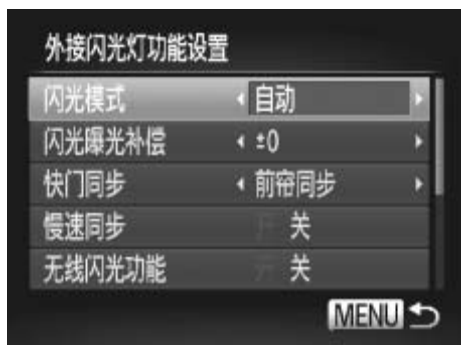 外接闪光灯功能设置
闪光模式 自动
闪光曝光补偿 ±0
快门同步 前帘同步
慢速同步 开 关
无线闪光功能 开 关
MENU